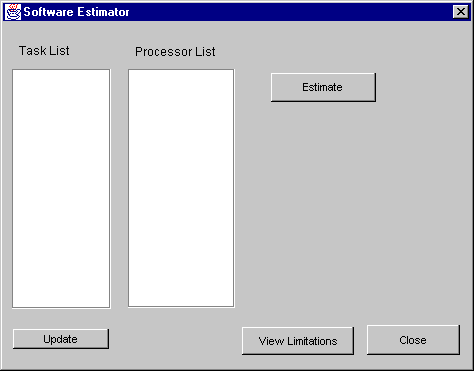 Software Estimator
Task List
Processor List
Estimate
Update
View Limitations
Close